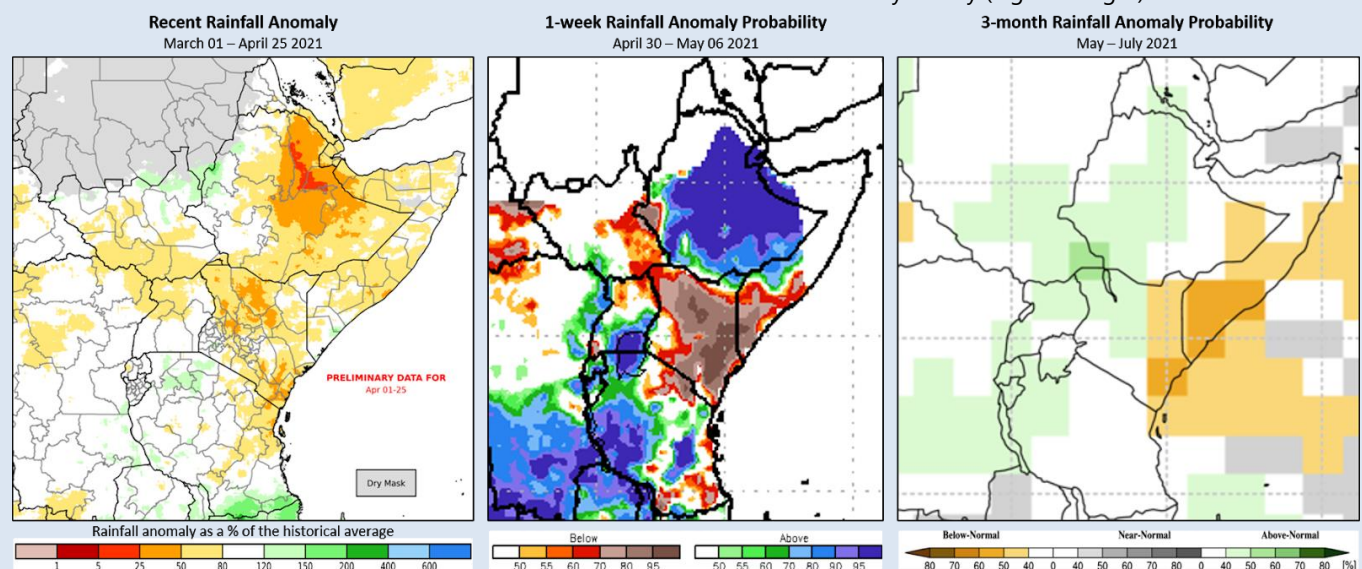 Recent Rainfall Anomaly
March 01 – April 25 2021
PRELIMINARY DATA FOR
Apr 01-25
Dry Mask
Rainfall anomaly as a % of the historical average
1 5 25 50 80 120 150 200 400 600
1-week Rainfall Anomaly Probability
April 30 – May 06 2021
Below Above
50 55 60 70 80 90 95 50 55 60 70 80 90 95
3-month Rainfall Anomaly Probability
May – July 2021
Below-Normal Near-Normal Above-Normal
80 70 60 50 40 0 40 50 60 70 80 0 40 50 60 70 80 [%]